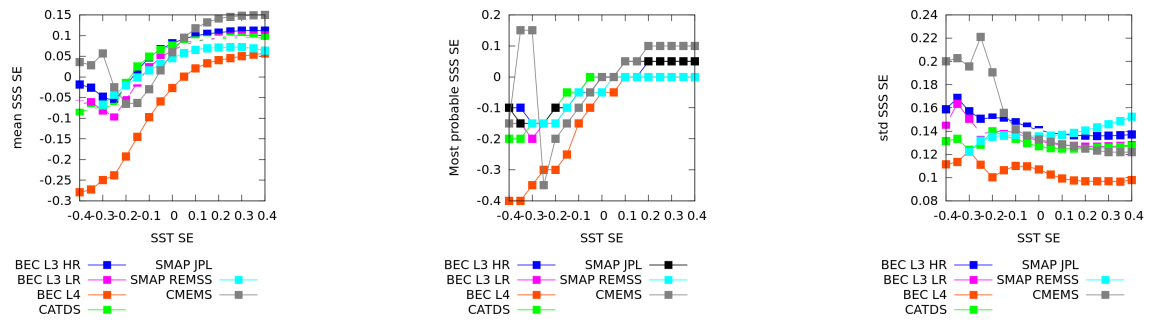 0.15
0.1
0.05
0
-0.05
-0.1
-0.15
-0.2
-0.25
-0.3
mean SSS SE
-0.4-0.3-0.2-0.1 0 0.1 0.2 0.3 0.4
SST SE
BEC L3 HR SMAP JPL
BEC L3 LR SMAP REMSS
BEC L4 CMEMS
CATDS
0.2
0.1
0
-0.1
-0.2
-0.3
-0.4
Most probable SSS SE
-0.4-0.3-0.2-0.1 0 0.1 0.2 0.3 0.4
SST SE
BEC L3 HR SMAP JPL
BEC L3 LR SMAP REMSS
BEC L4 CMEMS
CATDS
0.24
0.22
0.2
0.18
0.16
0.14
0.12
0.1
0.08
std SSS SE
-0.4-0.3-0.2-0.1 0 0.1 0.2 0.3 0.4
SST SE
BEC L3 HR SMAP JPL
BEC L3 LR SMAP REMSS
BEC L4 CMEMS
CATDS